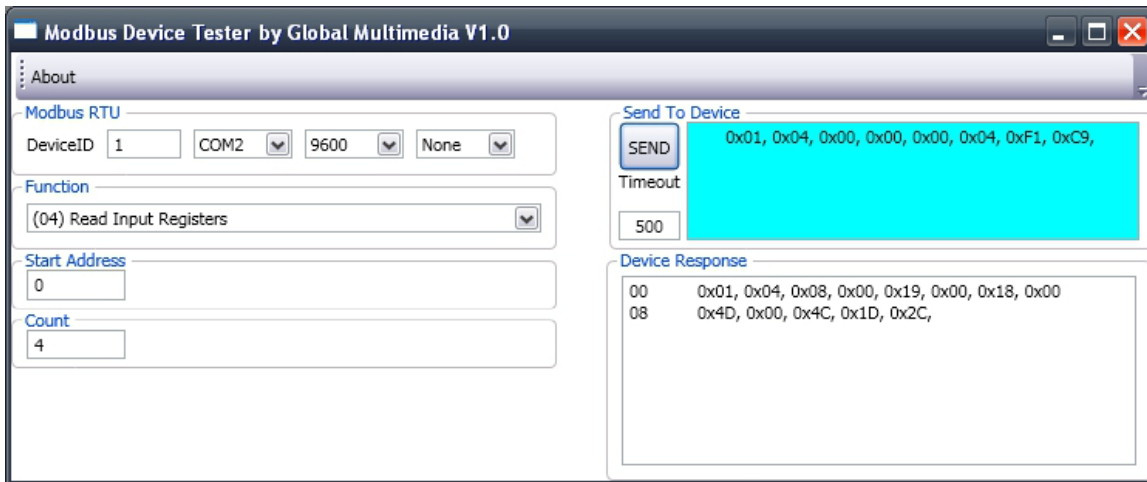 Modbus Device Tester by Global Multimedia V1.0
About
Modbus RTU
DeviceID 1 COM2 9600 None
Function
(04) Read Input Registers
Start Address
0
Count
4
Send To Device
SEND 0x01, 0x04, 0x00, 0x00, 0x00, 0x04, 0xF1, 0xC9,
Timeout
500
Device Response
00 0x01, 0x04, 0x08, 0x00, 0x19, 0x00, 0x18, 0x00
08 0x4D, 0x00, 0x4C, 0x1D, 0x2C,